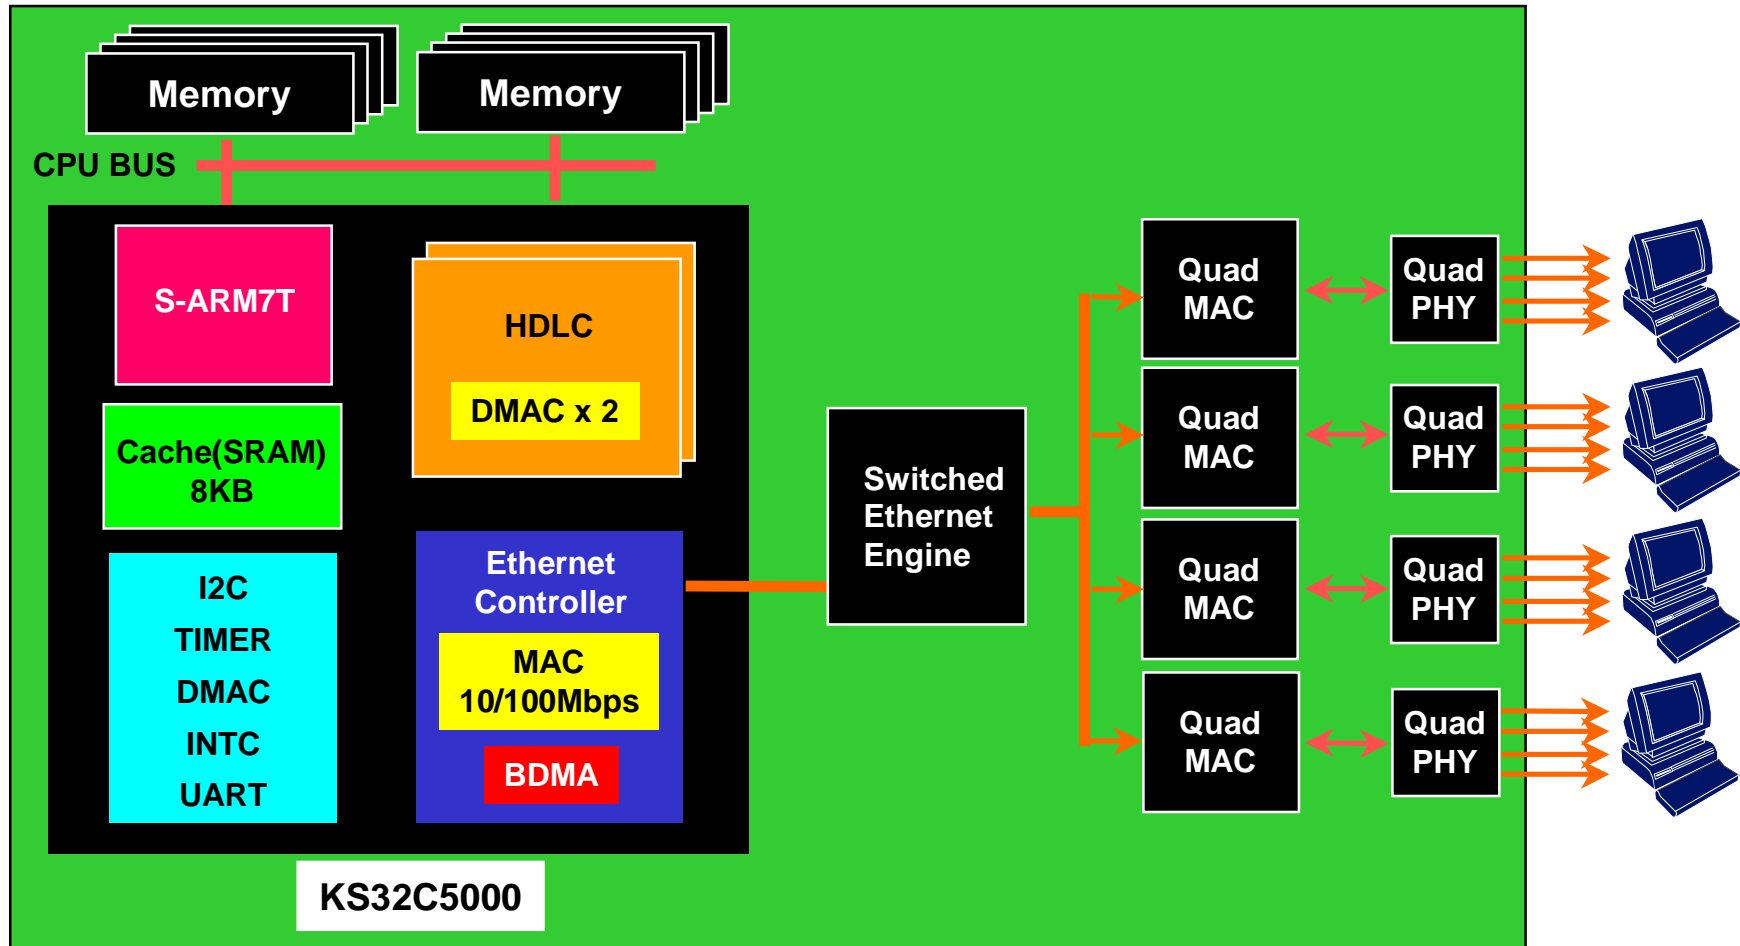 Memory
Memory
CPU BUS
S-ARM7T
HDLC
DMAC x 2
Cache(SRAM)
8KB
I2C
TIMER
DMAC
INTC
UART
Ethernet
Controller
MAC
10/100Mbps
BDMA
KS32C5000
Switched
Ethernet
Engine
Quad
MAC
Quad
PHY
Quad
MAC
Quad
PHY
Quad
MAC
Quad
PHY
Quad
MAC
Quad
PHY